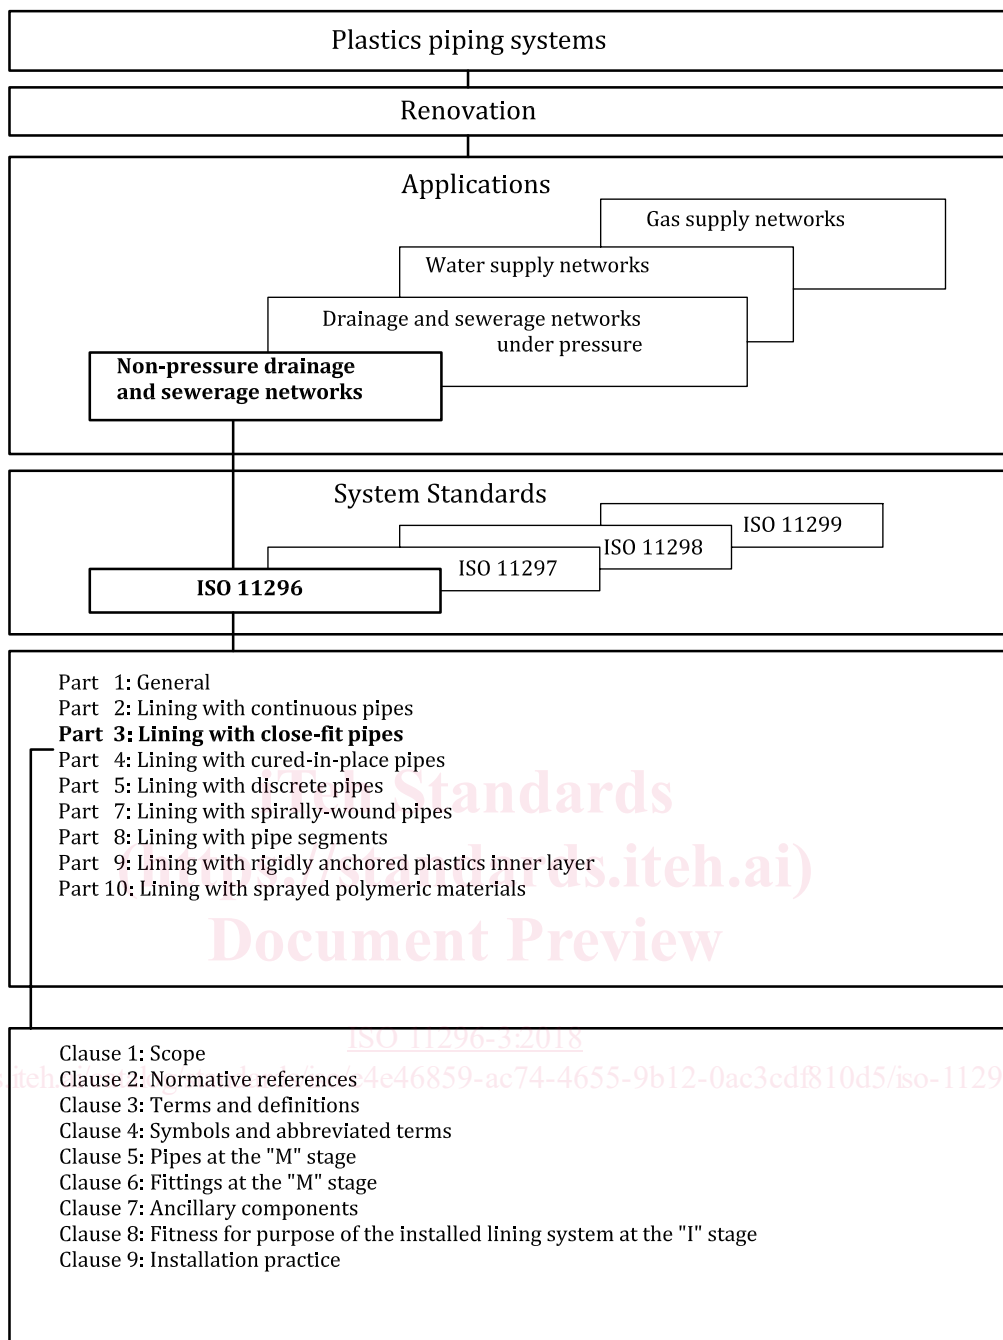 Plastics piping systems
Renovation
Applications
Gas supply networks
Water supply networks
Drainage and sewerage networks
under pressure
Non-pressure drainage
and sewerage networks
System Standards
ISO 11299
ISO 11298
ISO 11297
ISO 11296
Part 1: General
Part 2: Lining with continuous pipes
Part 3: Lining with close-fit pipes
Part 4: Lining with cured-in-place pipes
Part 5: Lining with discrete pipes
Part 7: Lining with spirally-wound pipes
Part 8: Lining with pipe segments
Part 9: Lining with rigidly anchored plastics inner layer
Part 10: Lining with sprayed polymeric materials
iTeh Standards
(https://standards.iteh.ai)
Document Preview
ISO 11296-3:2018
Clause 1: Scope
Clause 2: Normative references
e4e46859-ac74-4655-9b12-0ac3cdf810d5/iso-1129
Clause 3: Terms and definitions
Clause 4: Symbols and abbreviated terms
Clause 5: Pipes at the "M" stage
Clause 6: Fittings at the "M" stage
Clause 7: Ancillary components
Clause 8: Fitness for purpose of the installed lining system at the "I" stage
Clause 9: Installation practice